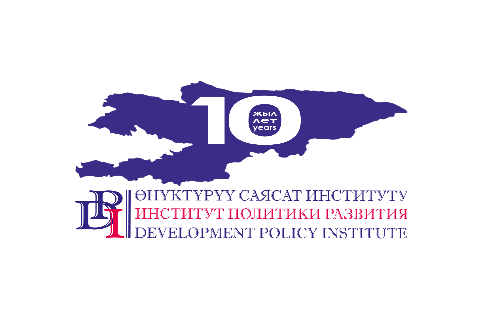 10
жыл
лет
years
DPI
ӨНҮКТҮРҮҮ САЯСАТ ИНСТИТУТУ
ИНСТИТУТ ПОЛИТИКИ РАЗВИТИЯ
DEVELOPMENT POLICY INSTITUTE